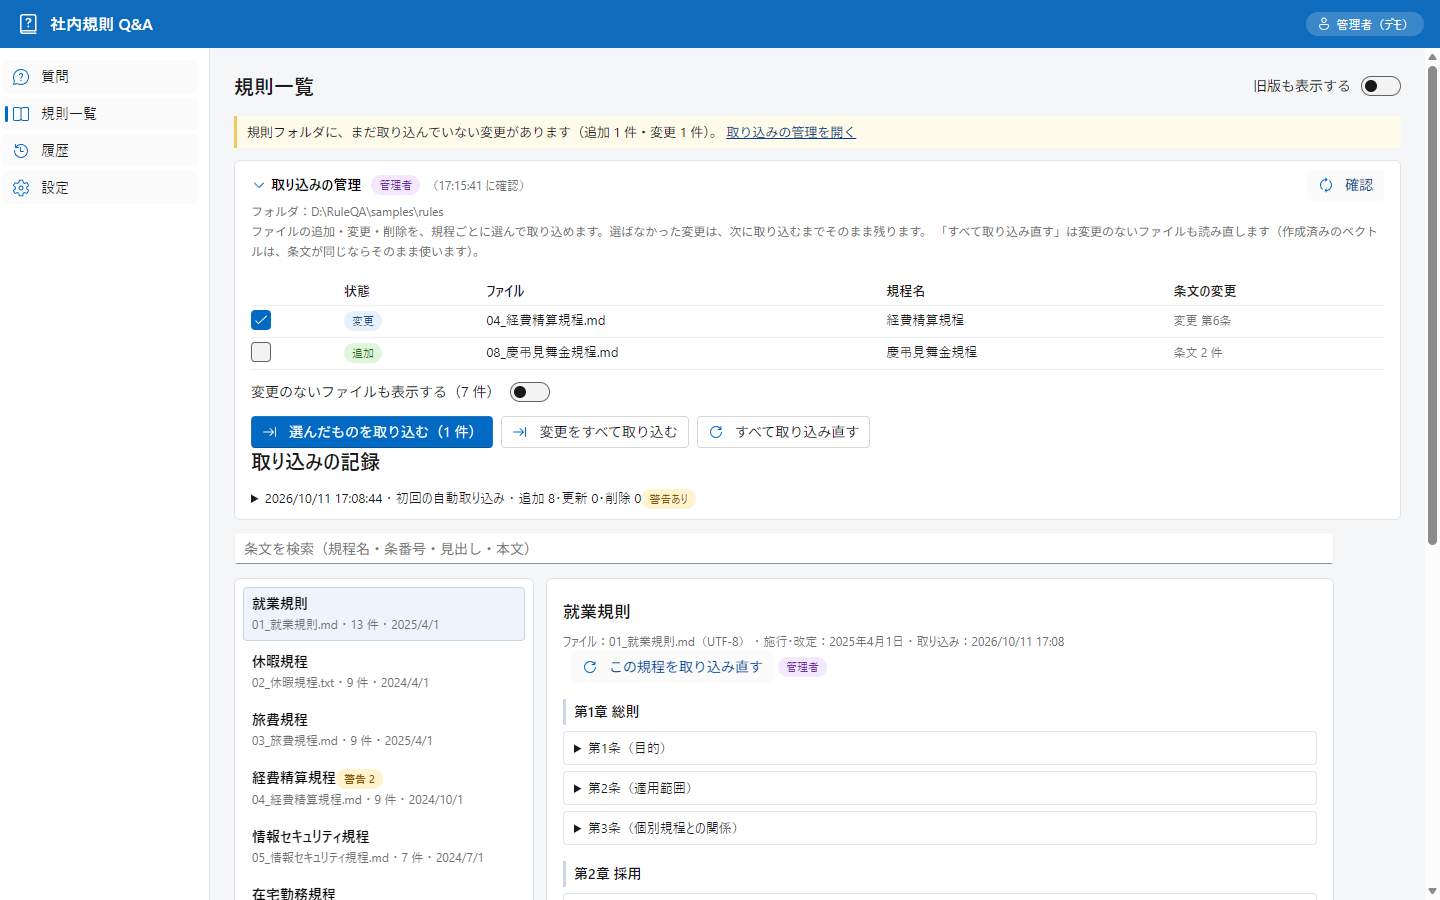 社内規則 Q&A
管理者（デモ）
質問
規則一覧
履歴
設定
規則一覧
旧版も表示する
規則フォルダに、まだ取り込んでいない変更があります（追加 1 件・変更 1 件）。 取り込みの管理を開く
取り込みの管理 管理者 （17:15:41 に確認）
確認
フォルダ：D:\RuleQA\samples\rules
ファイルの追加・変更・削除を、規程ごとに選んで取り込めます。選ばなかった変更は、次に取り込むまでそのまま残ります。 「すべて取り込み直す」は変更のないファイルも読み直します（作成済みのベクト
ルは、条文が同じならそのまま使います）。
状態 ファイル 規程名 条文の変更
変更 04_経費精算規程.md 経費精算規程 変更 第6条
追加 08_慶弔見舞金規程.md 慶弔見舞金規程 条文 2 件
変更のないファイルも表示する（7 件）
選んだものを取り込む（1 件） 変更をすべて取り込む すべて取り込み直す
取り込みの記録
2026/10/11 17:08:44・初回の自動取り込み・追加 8・更新 0・削除 0 警告あり
条文を検索（規程名・条番号・見出し・本文）
就業規則
01_就業規則.md・13 件・2025/4/1
休暇規程
02_休暇規程.txt・9 件・2024/4/1
旅費規程
03_旅費規程.md・9 件・2025/4/1
経費精算規程 警告 2
04_経費精算規程.md・9 件・2024/10/1
情報セキュリティ規程
05_情報セキュリティ規程.md・7 件・2024/7/1
在宅勤務規程
就業規則
ファイル：01_就業規則.md（UTF-8）・施行・改定：2025年4月1日・取り込み：2026/10/11 17:08
この規程を取り込み直す 管理者
第1章 総則
第1条（目的）
第2条（適用範囲）
第3条（個別規程との関係）
第2章 採用